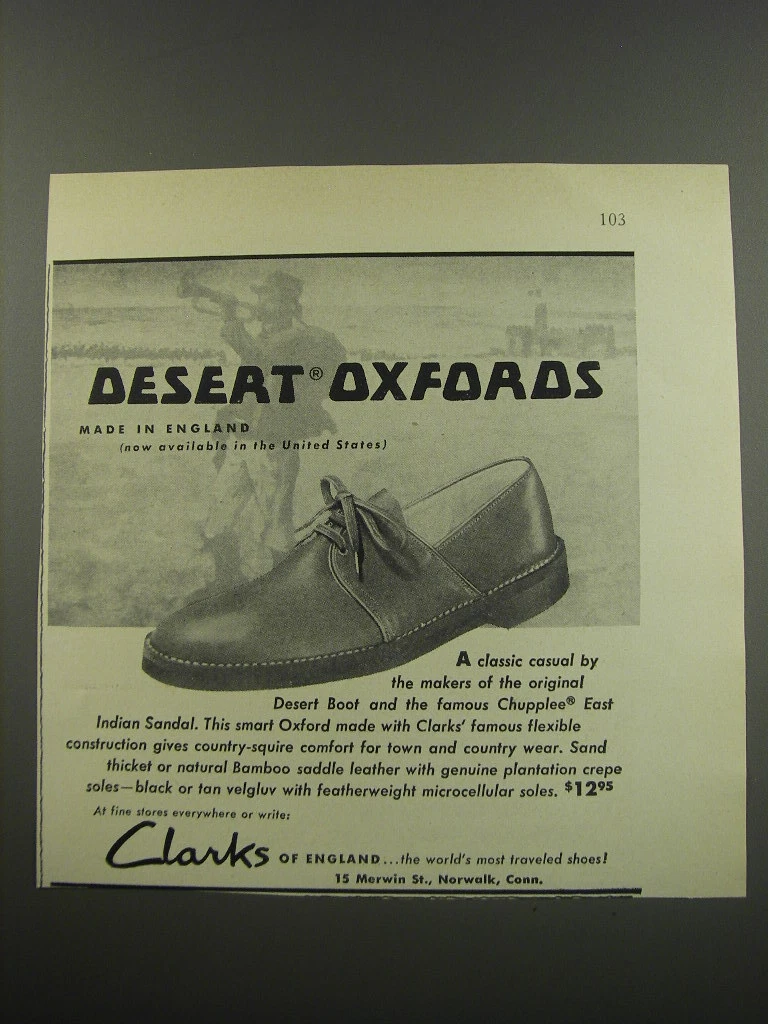 103
DESERT® OXFORDS
MADE IN ENGLAND
(now available in the United States)
A classic casual by
the makers of the original
Desert Boot and the famous Chupplee® East
Indian Sandal. This smart Oxford made with Clarks' famous flexible
construction gives country-squire comfort for town and country wear. Sand
thicket or natural Bamboo saddle leather with genuine plantation crepe
soles—black or tan velgluv with featherweight microcellular soles. $12⁹⁵
At fine stores everywhere or write:
Clarks OF ENGLAND...the world's most traveled shoes!
15 Merwin St., Norwalk, Conn.